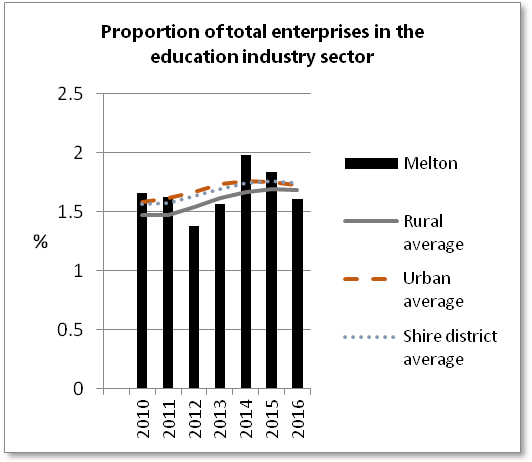 Proportion of total enterprises in the
education industry sector
2.5
2
1.5
1
0.5
0
%
2010
2011
2012
2013
2014
2015
2016
Melton
Rural
average
Urban
average
Shire district
average